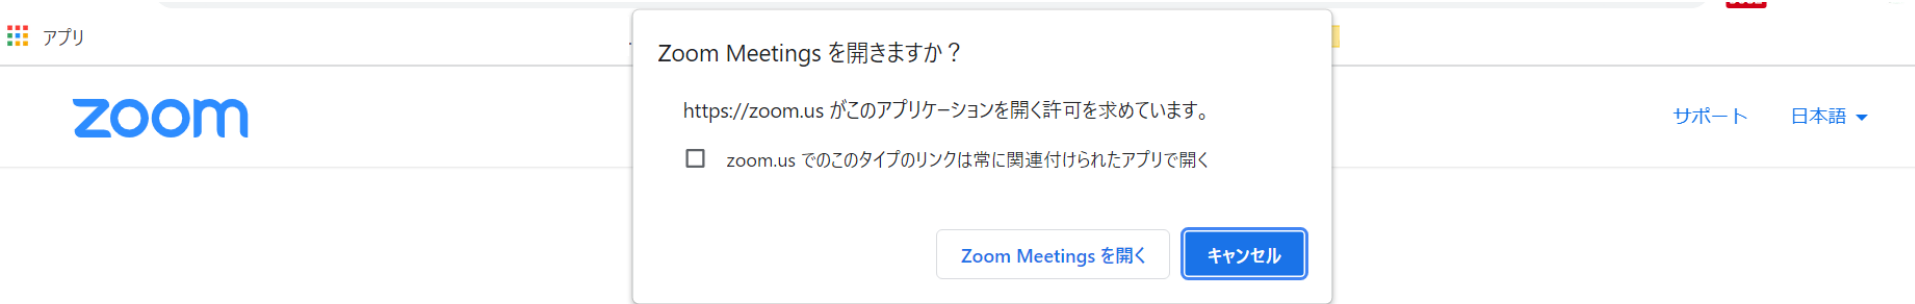 アプリ
Zoom Meetings を開きますか？
https://zoom.us がこのアプリケーションを開く許可を求めています。
zoom.us でのこのタイプのリンクは常に関連付けられたアプリで開く
Zoom Meetings を開く キャンセル
zoom
サポート 日本語